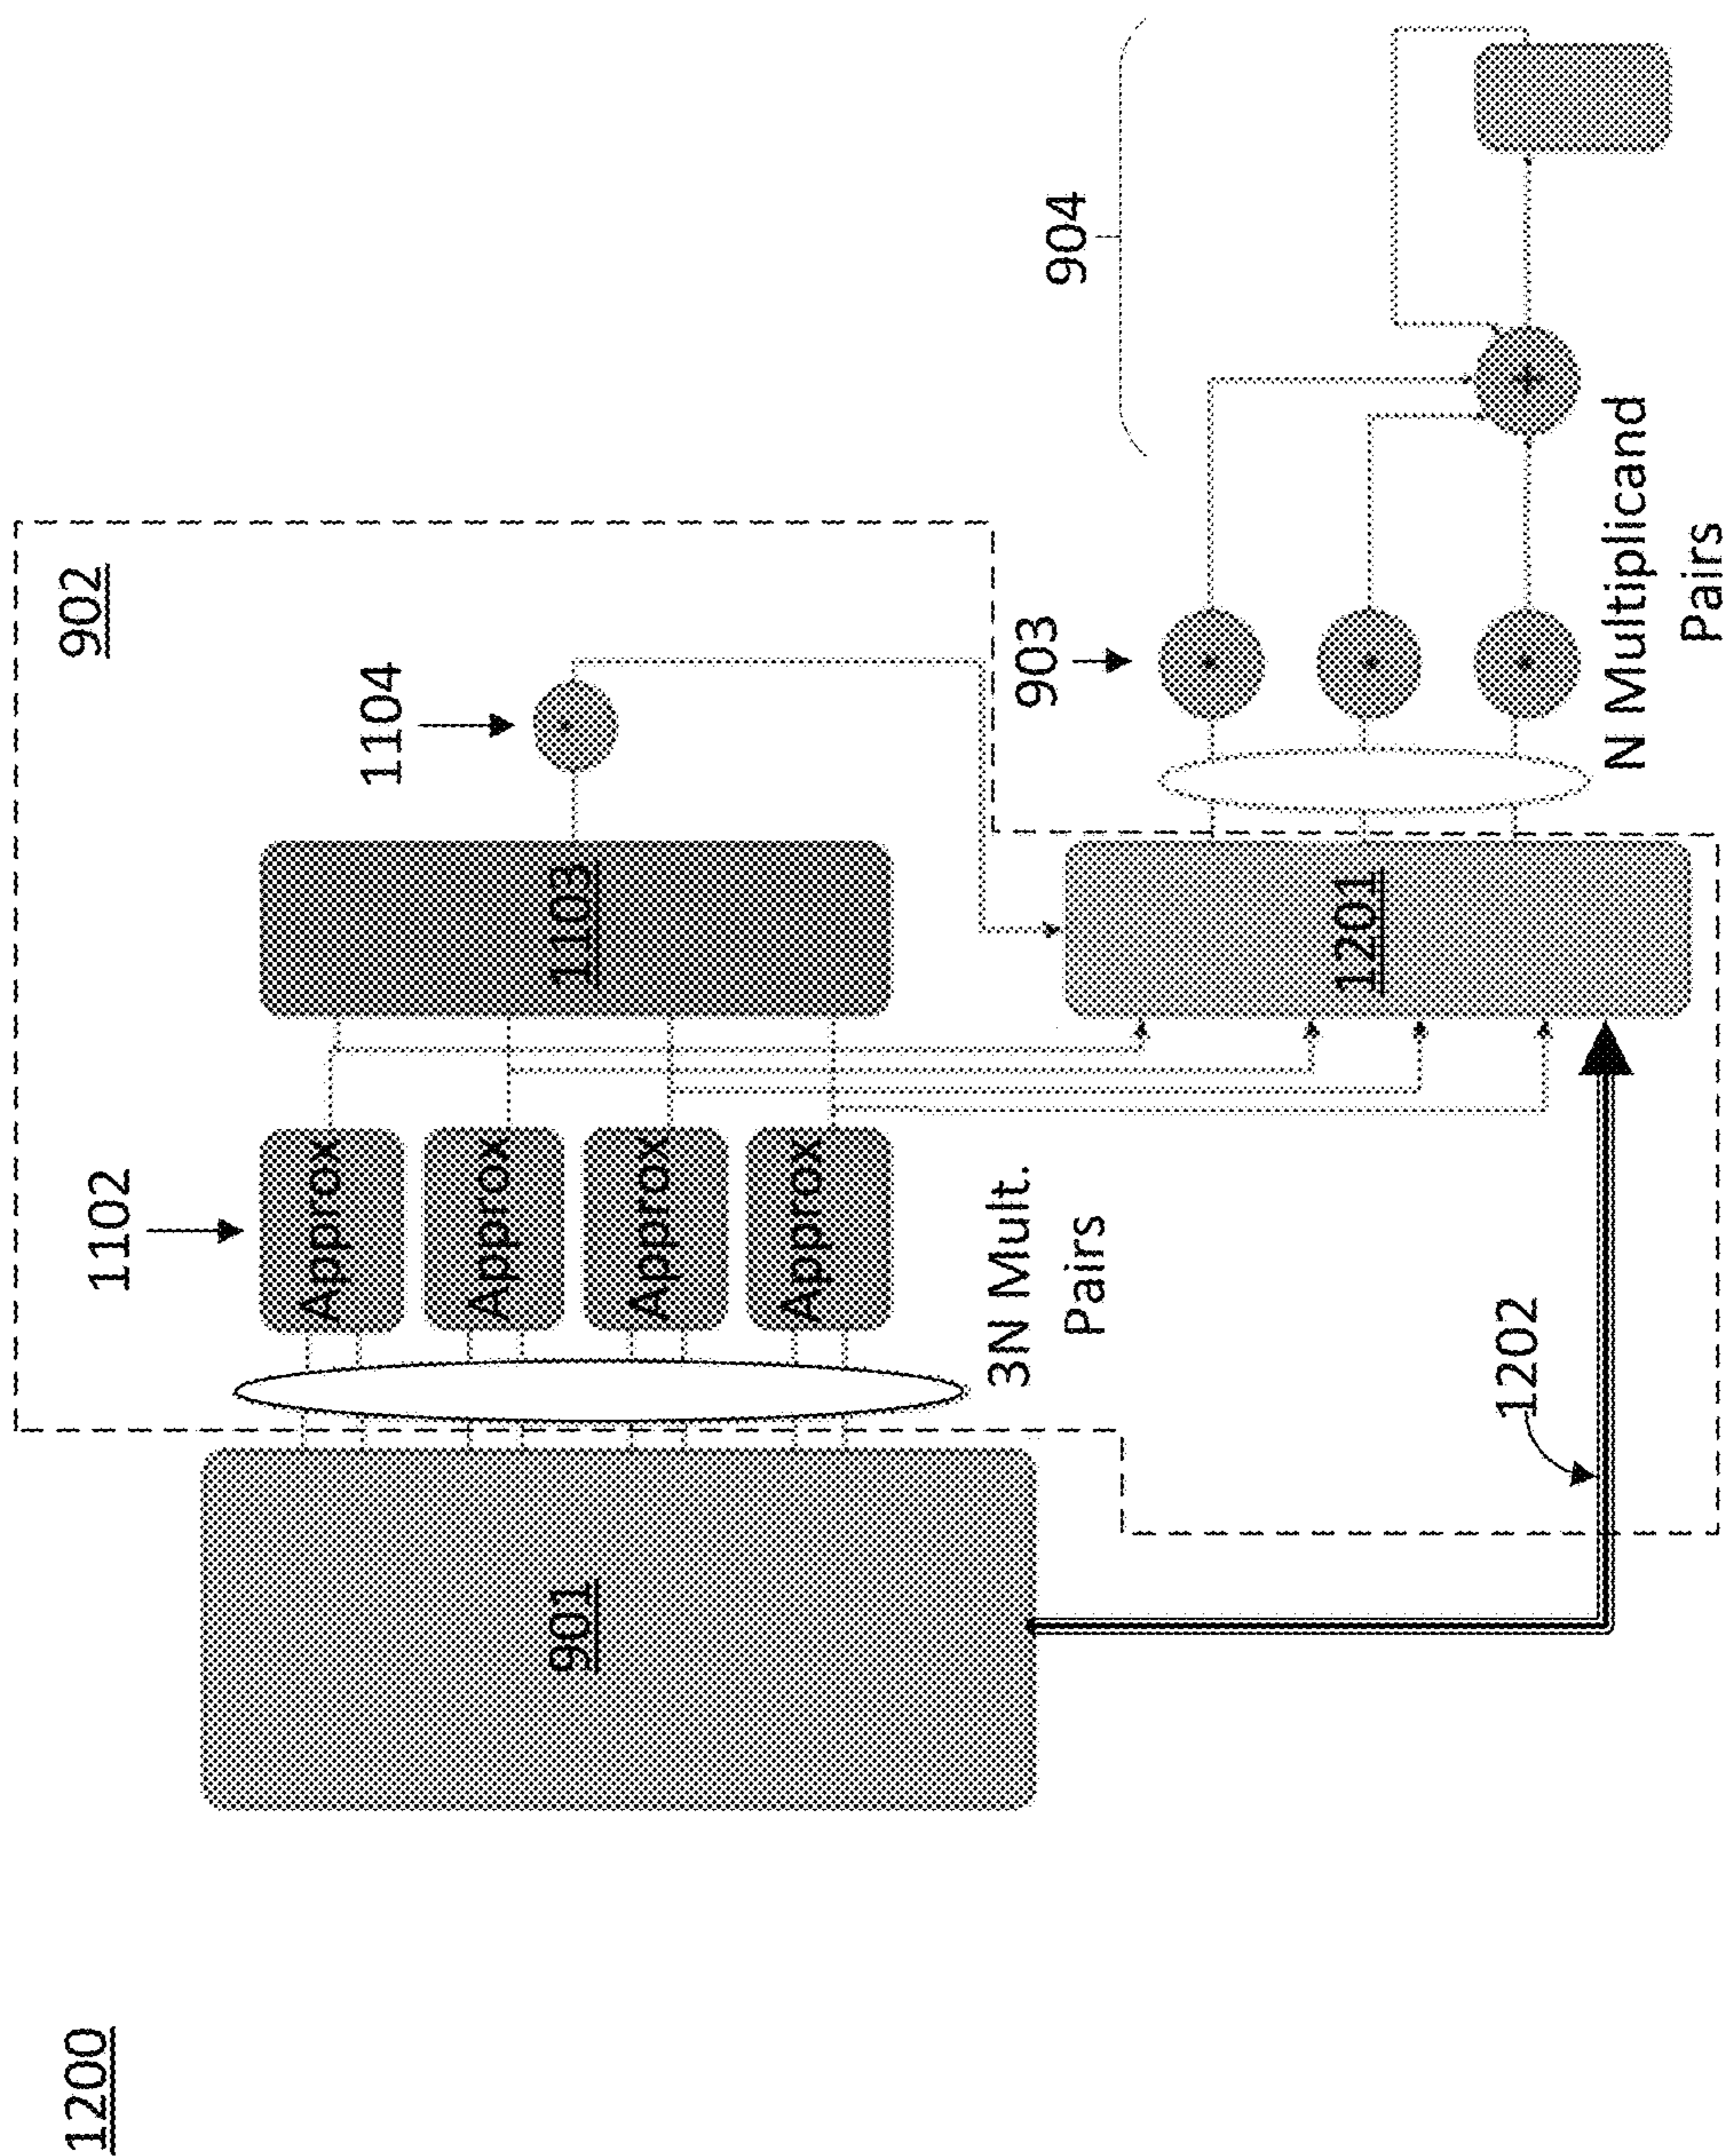 1200
902
1104
1102
1103
Approx
Approx
Approx
Approx
901
3N Mult.
Pairs
904
903
1201
1202
N Multiplicand
Pairs
+